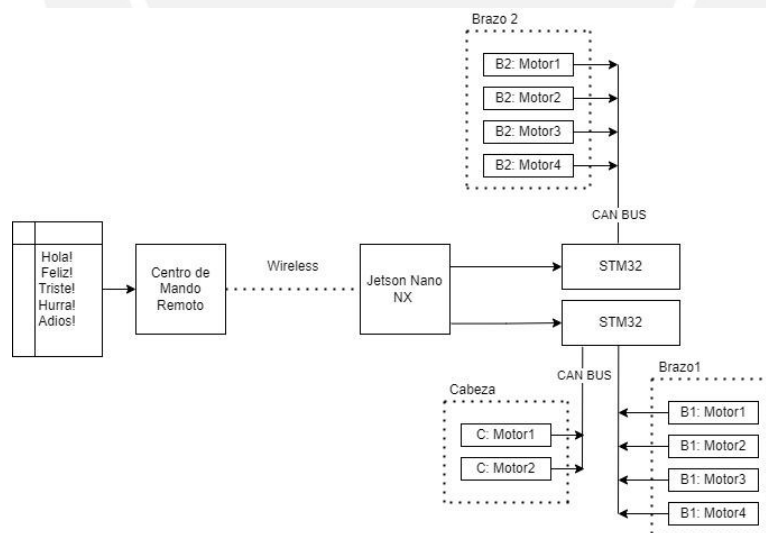 Brazo 2
B2: Motor1
B2: Motor2
B2: Motor3
B2: Motor4
CAN BUS
Hola!
Feliz!
Triste!
Hurra!
Adios!
Centro de
Mando
Remoto
Wireless
Jetson Nano
NX
STM32
STM32
CAN BUS
Cabeza
C: Motor1
C: Motor2
Brazo1
B1: Motor1
B1: Motor2
B1: Motor3
B1: Motor4